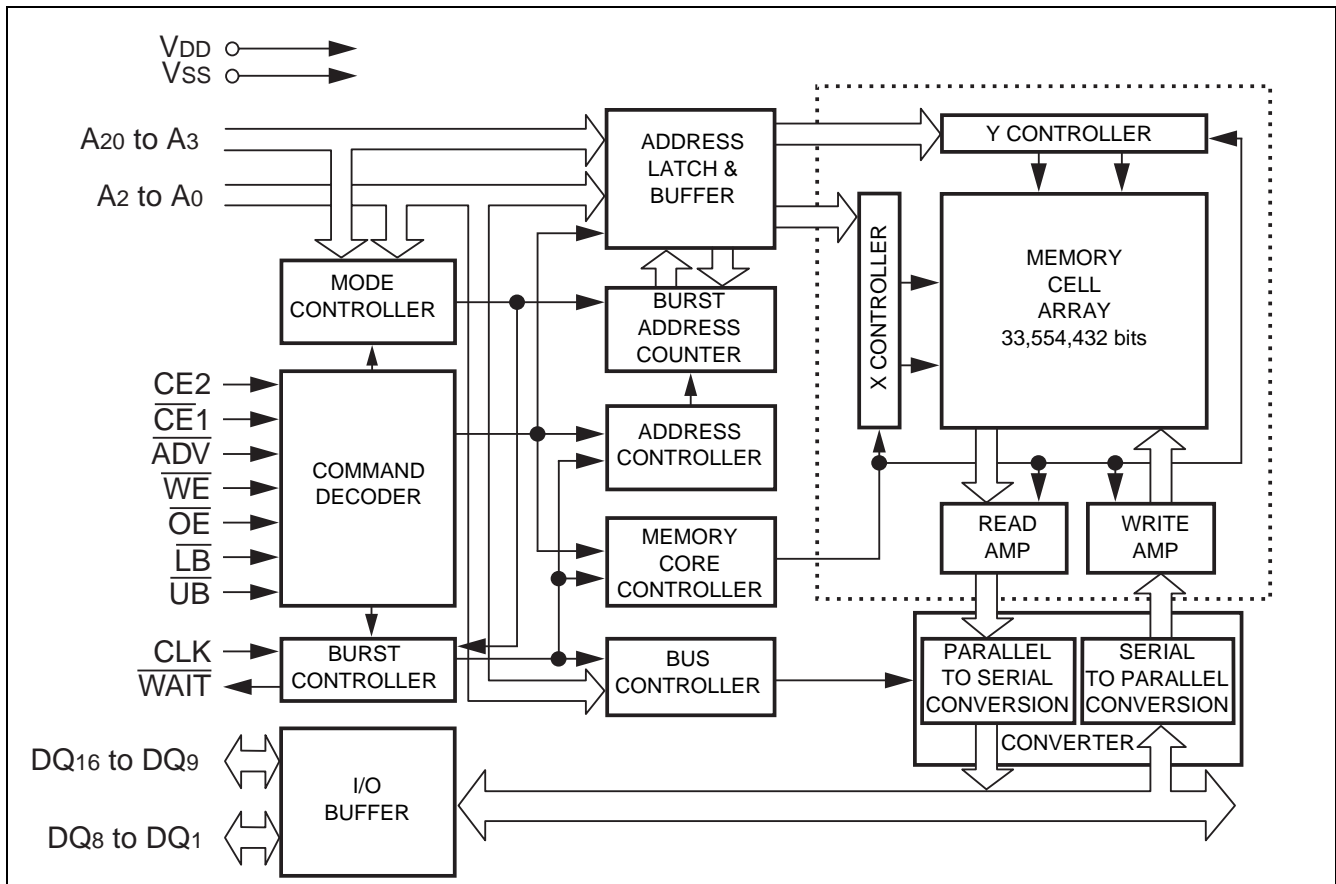 VDD
VSS
A20 to A3
A2 to A0
ADDRESS
LATCH &
BUFFER
Y CONTROLLER
X CONTROLLER
MEMORY
CELL
ARRAY
33,554,432 bits
MODE
CONTROLLER
BURST
ADDRESS
COUNTER
CE2
CE1
ADV
WE
OE
LB
UB
COMMAND
DECODER
ADDRESS
CONTROLLER
READ
AMP
WRITE
AMP
MEMORY
CORE
CONTROLLER
CLK
WAIT
BURST
CONTROLLER
BUS
CONTROLLER
PARALLEL
TO SERIAL
CONVERSION
SERIAL
TO PARALLEL
CONVERSION
CONVERTER
DQ16 to DQ9
DQ8 to DQ1
I/O
BUFFER